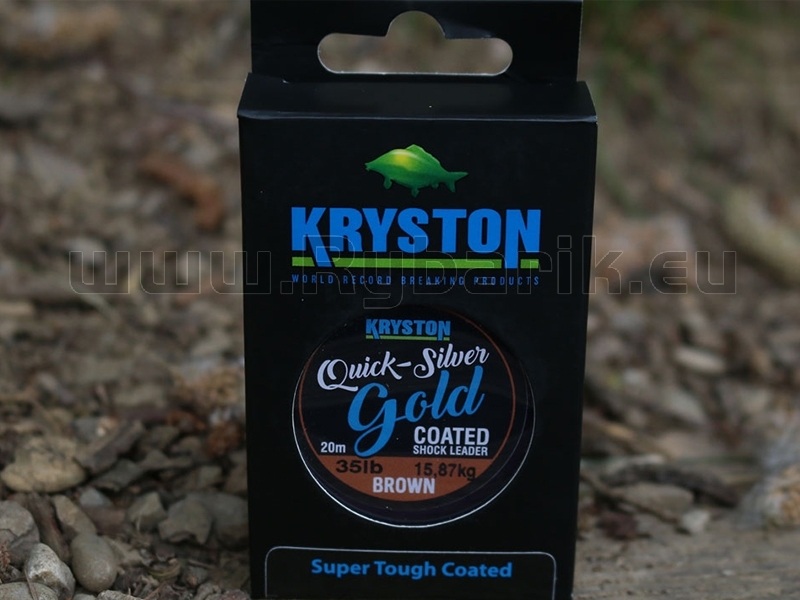 KRYSTON
WORLD RECORD BREAKING PRODUCTS
www.Rybarik.eu
KRYSTON
Quick-Silver
Gold
20m
COATED
SHOCK LEADER
35lb 15,87kg
BROWN
Super Tough Coated